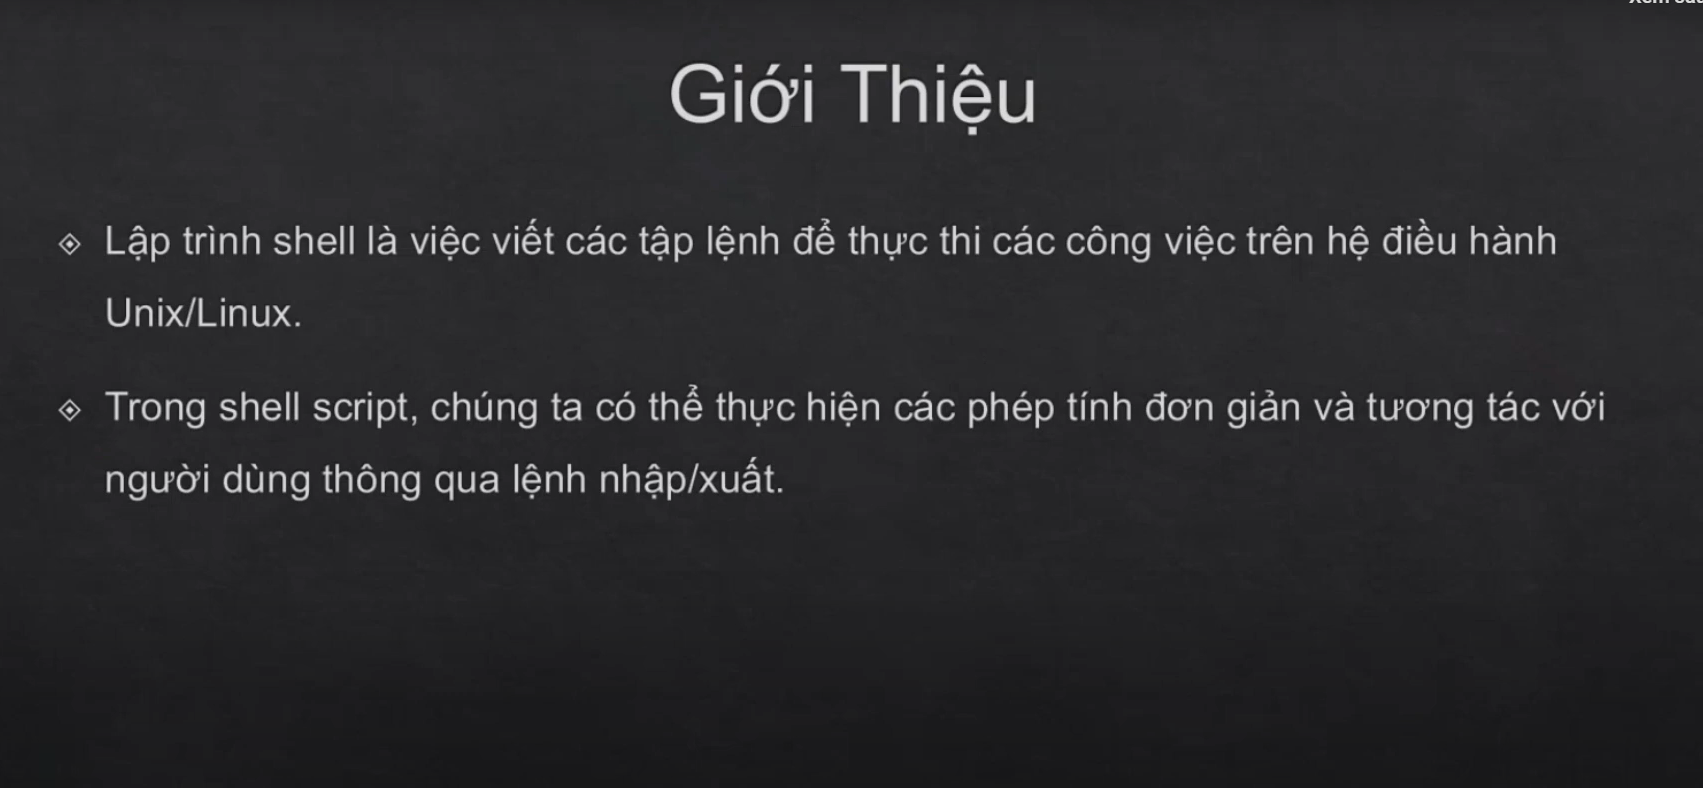 Giới Thiệu
Lập trình shell là việc viết các tập lệnh để thực thi các công việc trên hệ điều hành
Unix/Linux.
Trong shell script, chúng ta có thể thực hiện các phép tính đơn giản và tương tác với
người dùng thông qua lệnh nhập/xuất.